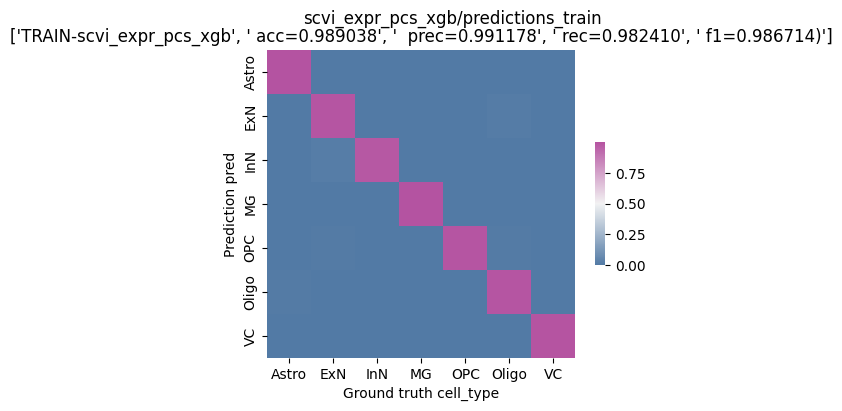 scvi_expr_pcs_xgb/predictions_train
['TRAIN-scvi_expr_pcs_xgb', ' acc=0.989038', '  prec=0.991178', ' rec=0.982410', ' f1=0.986714)']
Astro
ExN
InN
MG
OPC
Oligo
VC
Prediction pred
0.75
0.50
0.25
0.00
Astro ExN InN MG OPC Oligo VC
Ground truth cell_type